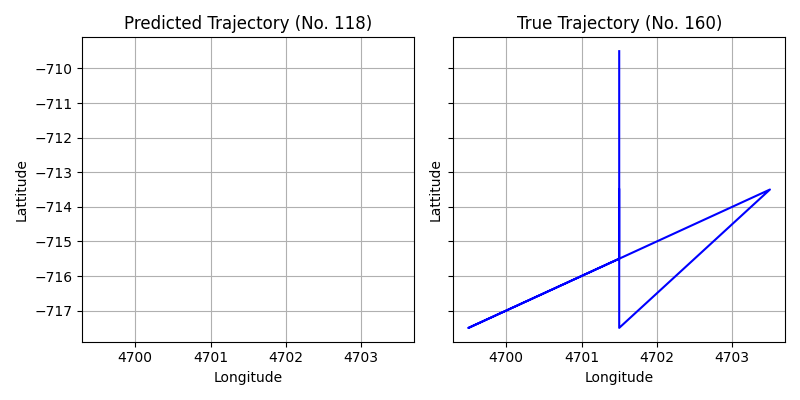 Predicted Trajectory (No. 118)
True Trajectory (No. 160)
Lattitude
−710
−711
−712
−713
−714
−715
−716
−717
4700
4701
4702
4703
Longitude
Lattitude
4700
4701
4702
4703
Longitude